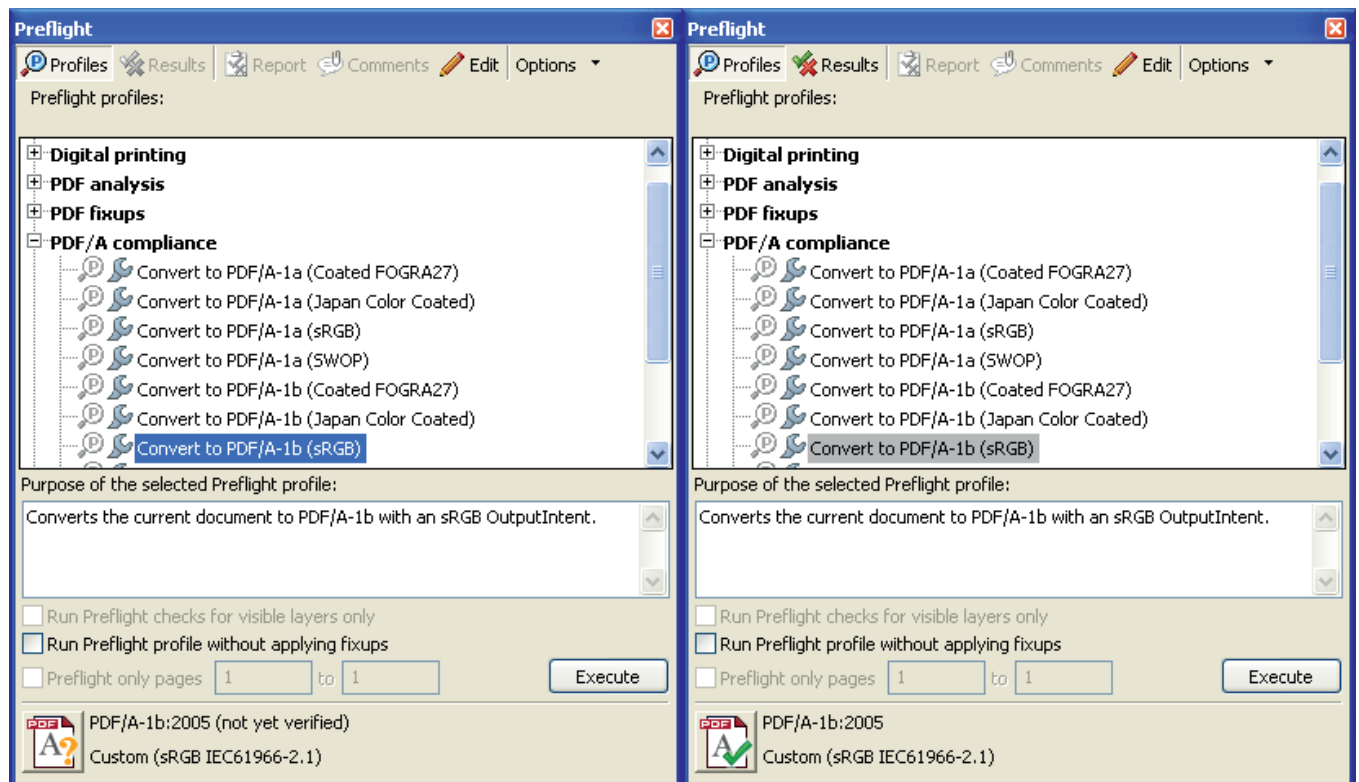 Preflight
Profiles Results Report Comments Edit Options
Preflight profiles:
Digital printing
PDF analysis
PDF fixups
PDF/A compliance
Convert to PDF/A-1a (Coated FOGRA27)
Convert to PDF/A-1a (Japan Color Coated)
Convert to PDF/A-1a (sRGB)
Convert to PDF/A-1a (SWOP)
Convert to PDF/A-1b (Coated FOGRA27)
Convert to PDF/A-1b (Japan Color Coated)
Convert to PDF/A-1b (sRGB)
Purpose of the selected Preflight profile:
Converts the current document to PDF/A-1b with an sRGB OutputIntent.
Run Preflight checks for visible layers only
Run Preflight profile without applying fixups
Preflight only pages 1 to 1 Execute
PDF/A-1b:2005 (not yet verified)
Custom (sRGB IEC61966-2.1)
Preflight
Profiles Results Report Comments Edit Options
Preflight profiles:
Digital printing
PDF analysis
PDF fixups
PDF/A compliance
Convert to PDF/A-1a (Coated FOGRA27)
Convert to PDF/A-1a (Japan Color Coated)
Convert to PDF/A-1a (sRGB)
Convert to PDF/A-1a (SWOP)
Convert to PDF/A-1b (Coated FOGRA27)
Convert to PDF/A-1b (Japan Color Coated)
Convert to PDF/A-1b (sRGB)
Purpose of the selected Preflight profile:
Converts the current document to PDF/A-1b with an sRGB OutputIntent.
Run Preflight checks for visible layers only
Run Preflight profile without applying fixups
Preflight only pages 1 to 1 Execute
PDF/A-1b:2005
Custom (sRGB IEC61966-2.1)